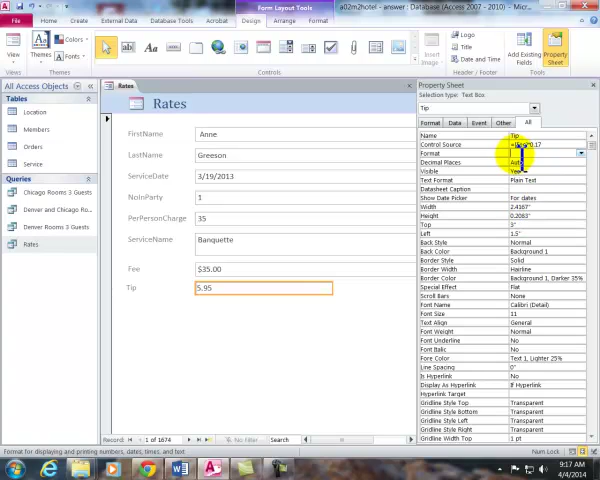 Form Layout Tools
a02m2hotel - answer : Database (Access 2007 - 2010) - Micr...
File
Home
Create
External Data
Database Tools
Acrobat
Design
Arrange
Format
View
Views
Themes
Colors
Fonts
Themes
ab
Aa
Controls
Insert
Image
Logo
Title
Date and Time
Header / Footer
Add Existing
Fields
Property
Sheet
Tools
All Access Objects
Tables
Location
Members
Orders
Service
Queries
Chicago Rooms 3 Guests
Denver and Chicago Rooms...
Denver Rooms 3 Guests
Rates
Rates
Rates
FirstName Anne
LastName Greeson
ServiceDate 3/19/2013
NoInParty 1
PerPersonCharge 35
ServiceName Banquette
Fee $35.00
Tip 5.95
Record: 1 of 1674 No Filter Search
Property Sheet
Selection type: Text Box
Tip
Format Data Event Other All
Name Tip
Control Source
Format
Decimal Places Auto
Visible Yes
Text Format Plain Text
Datasheet Caption
Show Date Picker For dates
Width 2.4167"
Height 0.2083"
Top 3"
Left 1.5"
Back Style Normal
Back Color Background 1
Border Style Solid
Border Width Hairline
Border Color Background 1, Darker 35%
Special Effect Flat
Scroll Bars None
Font Name Calibri (Detail)
Font Size 11
Text Align General
Font Weight Normal
Font Underline No
Font Italic No
Fore Color Text 1, Lighter 25%
Line Spacing 0"
Is Hyperlink No
Display As Hyperlink If Hyperlink
Hyperlink Target
Gridline Style Top Transparent
Gridline Style Bottom Transparent
Gridline Style Left Transparent
Gridline Style Right Transparent
Gridline Width Top 1 pt
Format for displaying and printing numbers, dates, times, and text
Num Lock
9:17 AM
4/4/2014